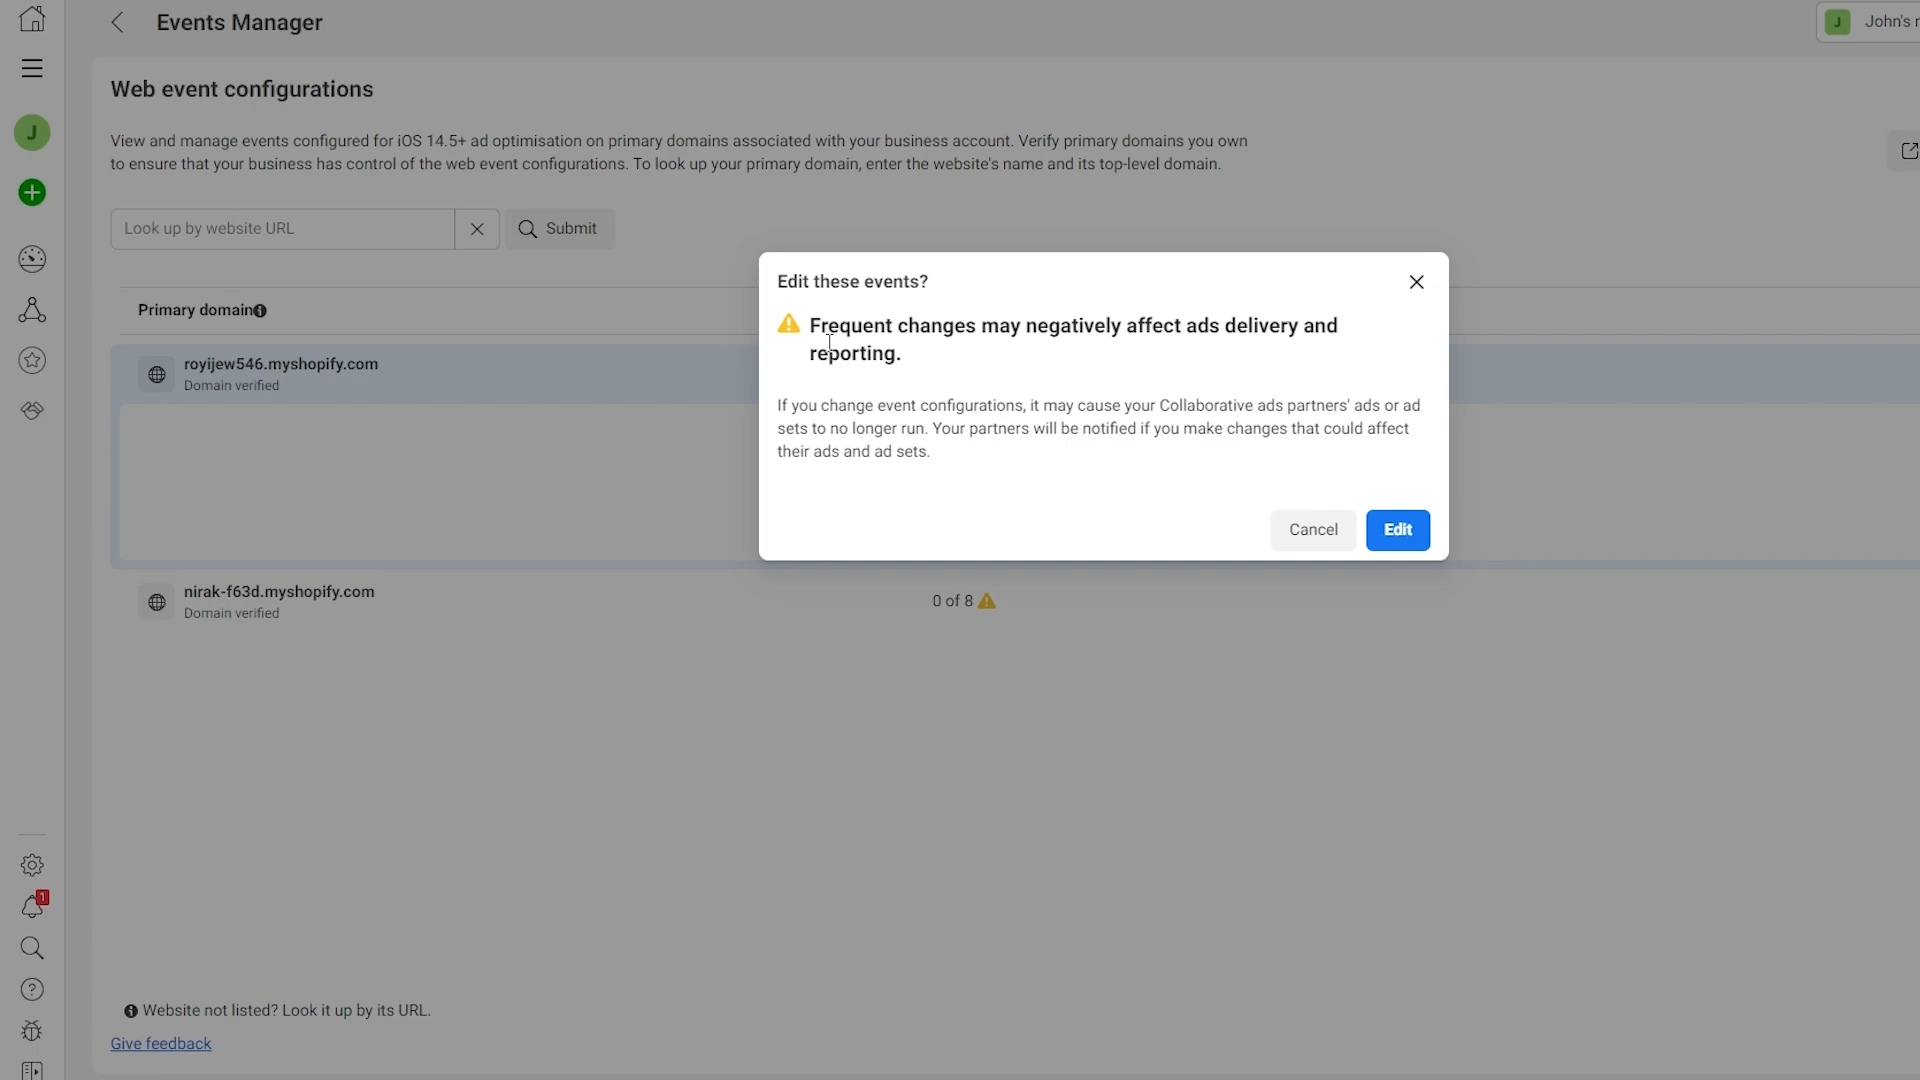 Events Manager
J
John's
Web event configurations
View and manage events configured for iOS 14.5+ ad optimisation on primary domains associated with your business account. Verify primary domains you own
to ensure that your business has control of the web event configurations. To look up your primary domain, enter the website's name and its top-level domain.
J
Look up by website URL
Submit
Edit these events?
Primary domain
Frequent changes may negatively affect ads delivery and
reporting.
royijew546.myshopify.com
Domain verified
If you change event configurations, it may cause your Collaborative ads partners' ads or ad
sets to no longer run. Your partners will be notified if you make changes that could affect
their ads and ad sets.
Cancel
Edit
nirak-f63d.myshopify.com
Domain verified
0 of 8
1
Website not listed? Look it up by its URL.
Give feedback